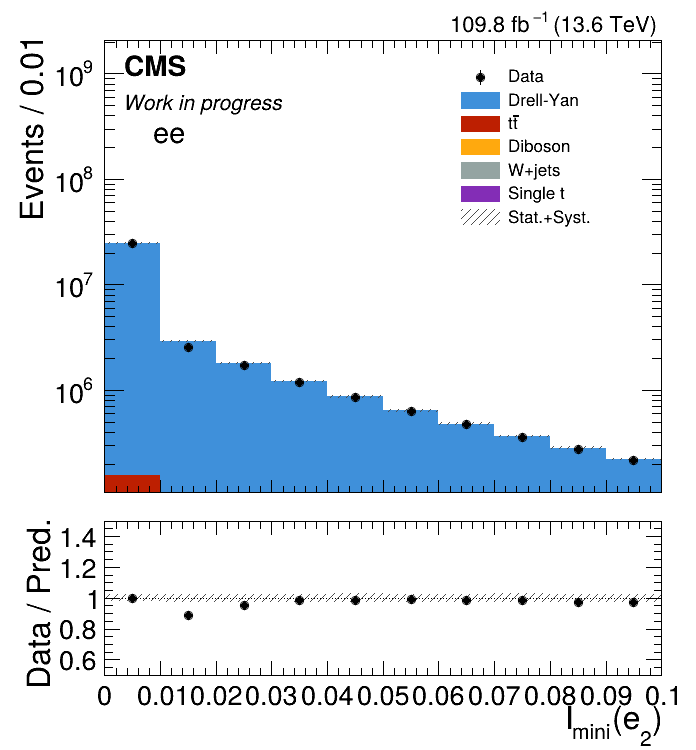 109.8 fb⁻¹ (13.6 TeV)
Events / 0.01
10⁹
10⁸
10⁷
10⁶
CMS
Work in progress
ee
Data
Drell-Yan
tt̄
Diboson
W+jets
Single t
Stat.+Syst.
Data / Pred.
1.4
1.2
1
0.8
0.6
0 0.01 0.02 0.03 0.04 0.05 0.06 0.07 0.08 0.09 0.1
I_mini(e₂)